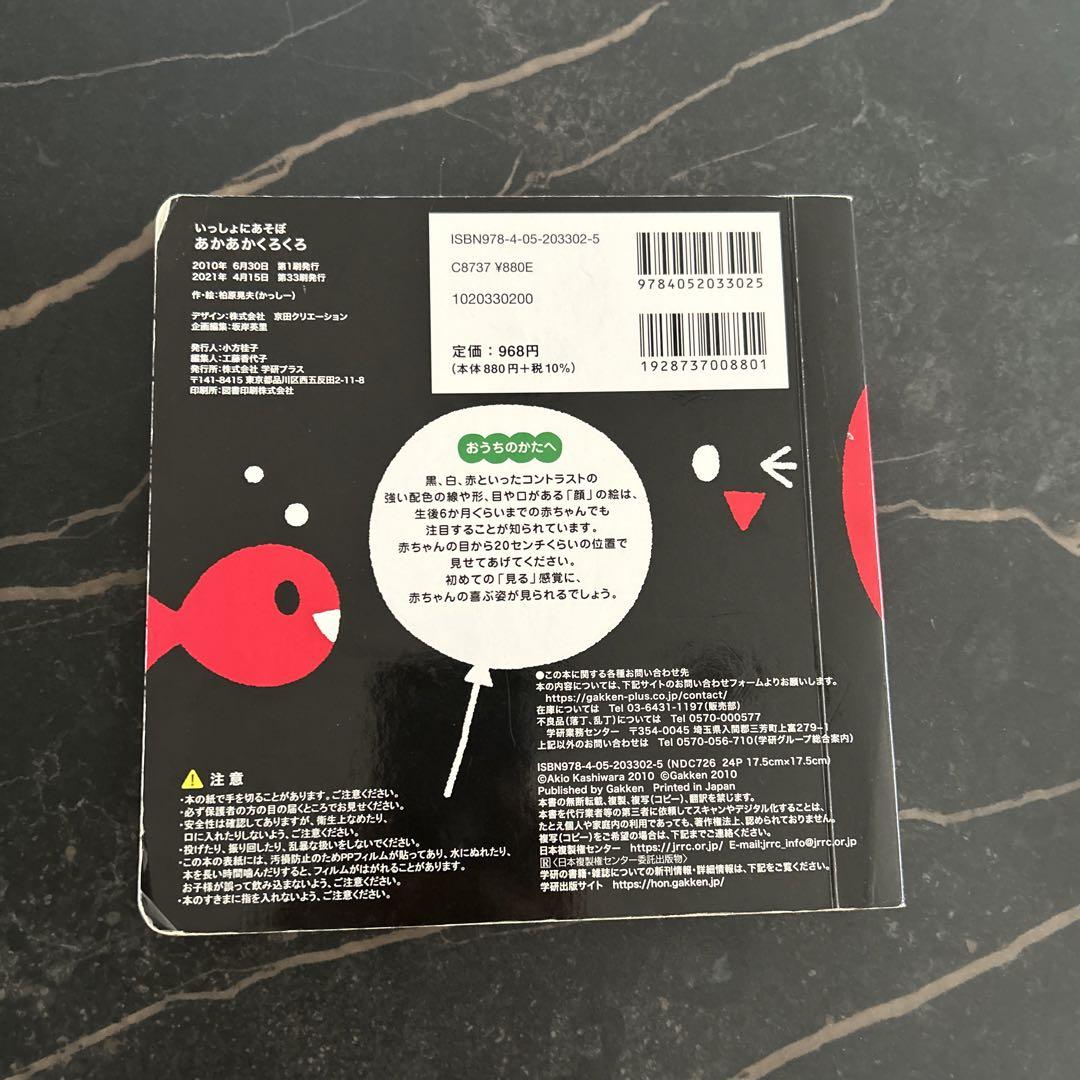 いっしょにあそぼ
あかあかくろくろ
2010年 6月30日 第1刷発行
2021年 4月15日 第33刷発行
作・絵：柏原晃夫(かっしー)
デザイン：株式会社 京田クリエーション
企画編集：坂岸英里
発行人：小方桂子
編集人：工藤香代子
発行所：株式会社 学研プラス
〒141-8415 東京都品川区西五反田2-11-8
印刷所：図書印刷株式会社
ISBN978-4-05-203302-5
C8737 ¥880E
1020330200
定価：968円
(本体880円＋税10%)
9784052033025
1928737008801
おうちのかたへ
黒、白、赤といったコントラストの
強い配色の線や形、目や口がある「顔」の絵は、
生後6か月ぐらいまでの赤ちゃんでも
注目することが知られています。
赤ちゃんの目から20センチくらいの位置で
見せてあげてください。
初めての「見る」感覚に、
赤ちゃんの喜ぶ姿が見られるでしょう。
注意
・本の紙で手を切ることがあります。ご注意ください。
・必ず保護者の方の目の届くところでお見せください。
・安全性は確認してありますが、衛生上なめたり、
口に入れたりしないよう、ご注意ください。
・投げたり、振り回したり、乱暴な扱いをしないでください。
・この本の表紙には、汚損防止のためPPフィルムが貼ってあり、水にぬれたり、
本を長い時間噛んだりすると、フィルムがはがれることがあります。
お子様が誤って飲み込まないよう、ご注意ください。
・本のすきまに指を入れないよう、ご注意ください。
●この本に関する各種お問い合わせ先
本の内容については、下記サイトのお問い合わせフォームよりお願いします。
https://gakken-plus.co.jp/contact/
在庫については Tel 03-6431-1197(販売部)
不良品(落丁、乱丁)については Tel 0570-000577
学研業務センター 〒354-0045 埼玉県入間郡三芳町上富279-1
上記以外のお問い合わせは Tel 0570-056-710(学研グループ総合案内)
ISBN978-4-05-203302-5 (NDC726 24P 17.5cm×17.5cm)
©Akio Kashiwara 2010 ©Gakken 2010
Published by Gakken Printed in Japan
本書の無断転載、複製、複写(コピー)、翻訳を禁じます。
本書を代行業者等の第三者に依頼してスキャンやデジタル化することは、
たとえ個人や家庭内の利用であっても、著作権法上、認められておりません。
複写(コピー)をご希望の場合は、下記までご連絡ください。
日本複製権センター https://jrrc.or.jp/ E-mail:jrrc_info@jrrc.or.jp
R〈日本複製権センター委託出版物〉
学研の書籍・雑誌についての新刊情報・詳細情報は、下記をご覧ください。
学研出版サイト https://hon.gakken.jp/